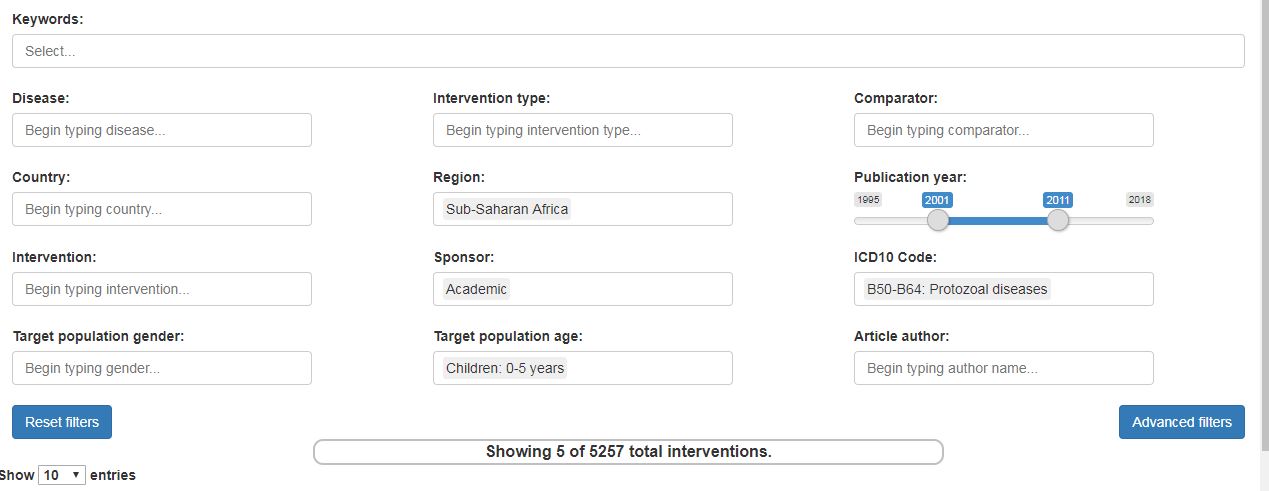 Keywords:
Select...
Disease: Intervention type: Comparator:
Begin typing disease... Begin typing intervention type... Begin typing comparator...
Country: Region: Publication year:
1995 2001 2011 2018
Begin typing country... Sub-Saharan Africa
Intervention: Sponsor: ICD10 Code:
Begin typing intervention... Academic B50-B64: Protozoal diseases
Target population gender: Target population age: Article author:
Begin typing gender... Children: 0-5 years Begin typing author name...
Reset filters Advanced filters
Showing 5 of 5257 total interventions.
Show 10 entries